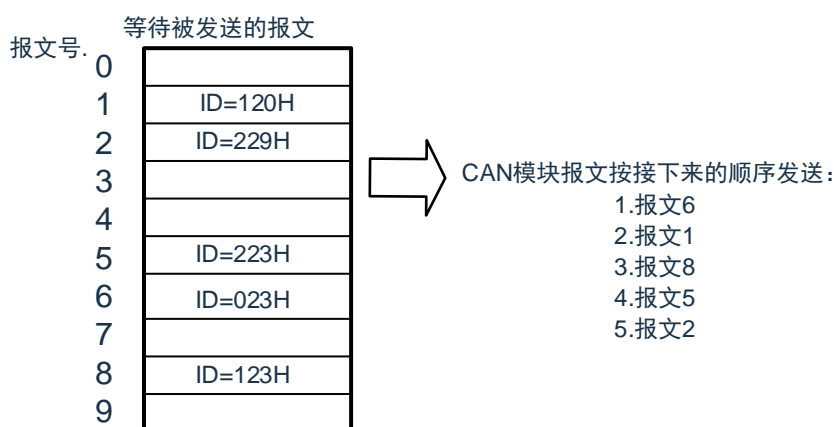 等待被发送的报文
报文号.
0
1 ID=120H
2 ID=229H
3
4
5 ID=223H
6 ID=023H
7
8 ID=123H
9
CAN模块报文按接下来的顺序发送：
1.报文6
2.报文1
3.报文8
4.报文5
5.报文2